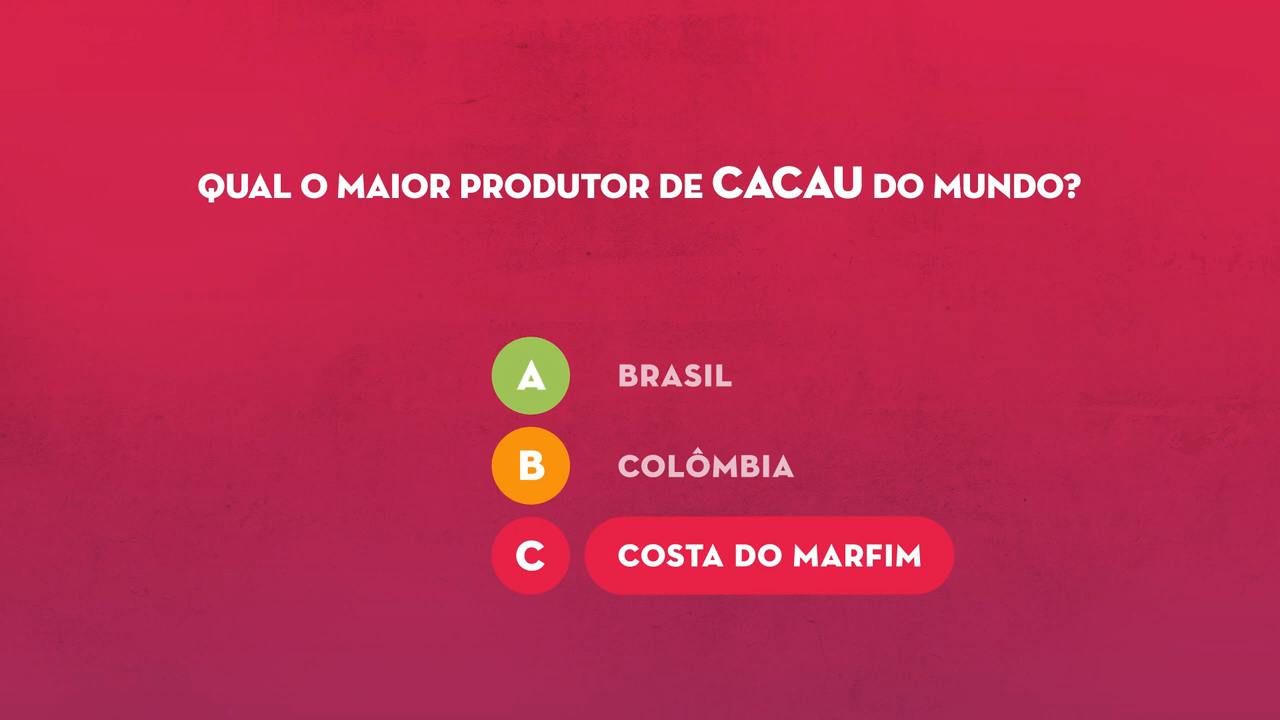 QUAL O MAIOR PRODUTOR DE CACAU DO MUNDO?
A BRASIL
B COLÔMBIA
C COSTA DO MARFIM